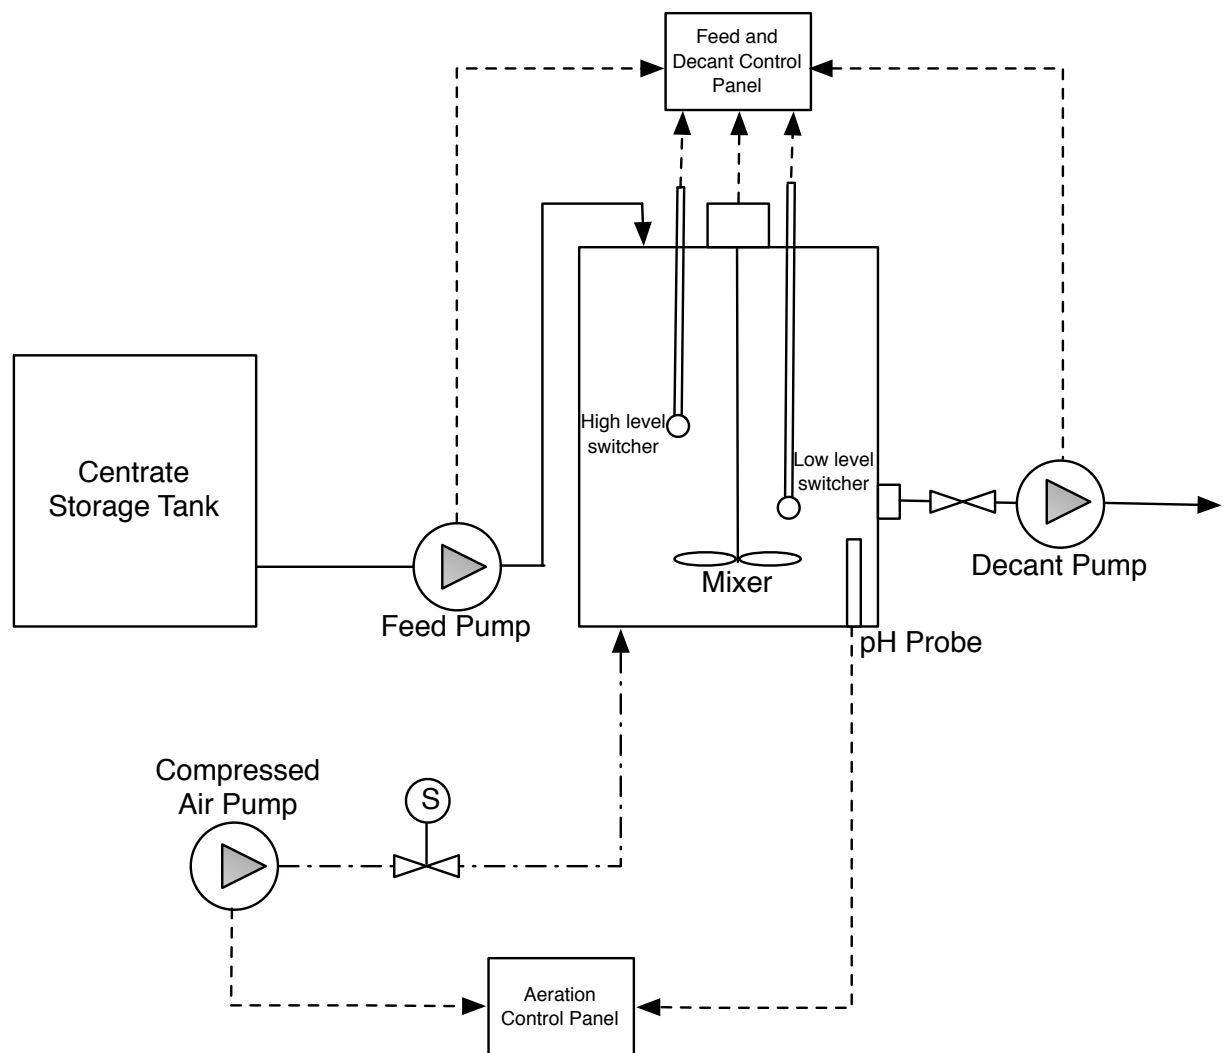 Feed and
Decant Control
Panel
High level
switcher
Low level
switcher
Centrate
Storage Tank
Mixer
Decant Pump
Feed Pump
pH Probe
Compressed
Air Pump
S
Aeration
Control Panel